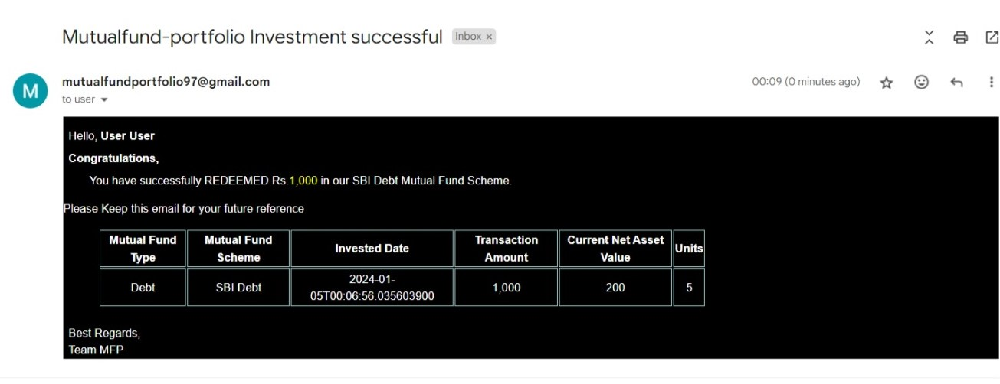 Mutualfund-portfolio Investment successful Inbox ×
M
mutualfundportfolio97@gmail.com 00:09 (0 minutes ago)
to user
Hello, User User
Congratulations,
You have successfully REDEEMED Rs.1,000 in our SBI Debt Mutual Fund Scheme.
Please Keep this email for your future reference
Mutual Fund Type Mutual Fund Scheme Invested Date Transaction Amount Current Net Asset Value Units
Debt SBI Debt 2024-01-05T00:06:56.035603900 1,000 200 5
Best Regards,
Team MFP